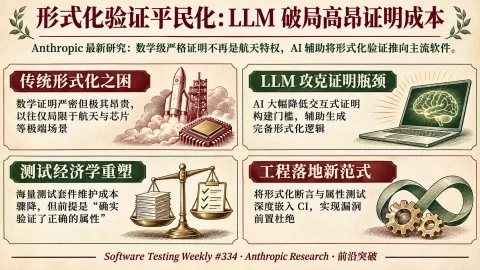 形式化验证平民化：LLM 破局高昂证明成本
Anthropic 最新研究：数学级严格证明不再是航天特权，AI 辅助将形式化验证推向主流软件。
传统形式化之困
数学证明严密但极其昂贵，
以往仅局限于航天与芯片
等极端场景
LLM 攻克证明瓶颈
AI 大幅降低交互式证明
构建门槛，辅助生成
完备形式化逻辑
测试经济学重塑
海量测试套件维护成本
骤降，但前提是“确实
验证了正确的属性”
工程落地新范式
将形式化断言与属性测试
深度嵌入 CI，实现漏洞
前置杜绝
Software Testing Weekly #334 · Anthropic Research · 前沿突破